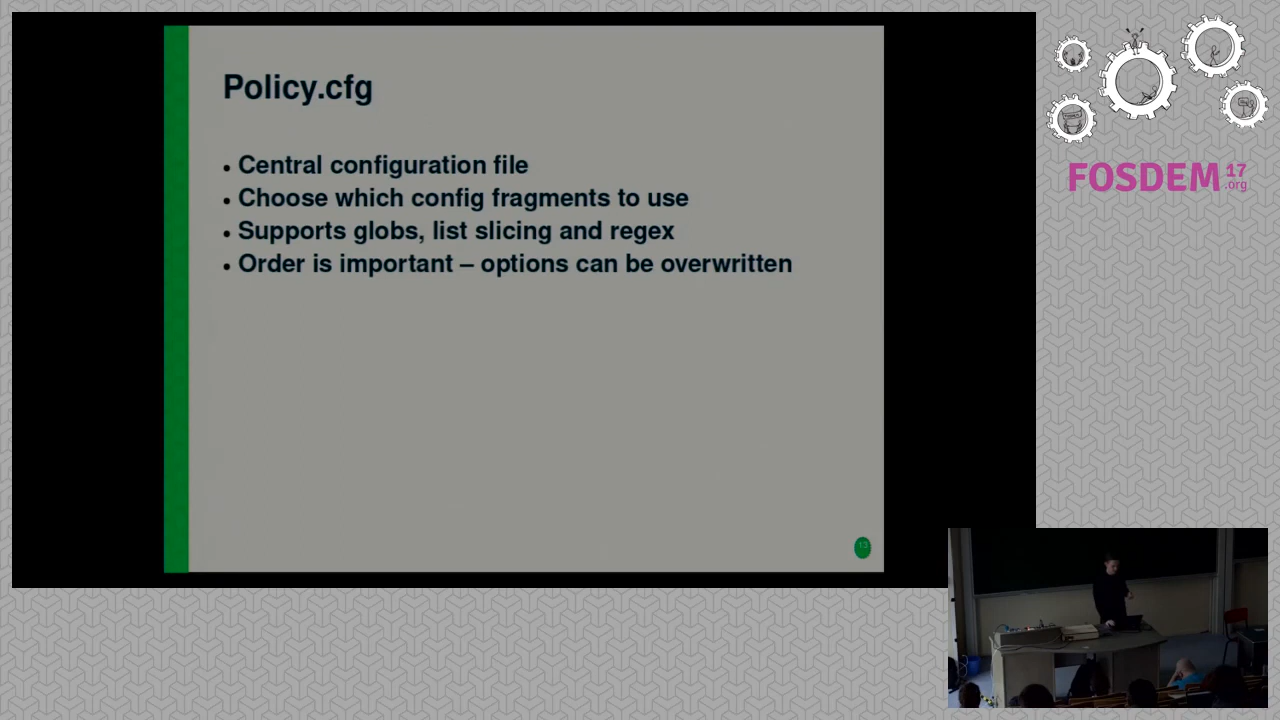 Policy.cfg
• Central configuration file
• Choose which config fragments to use
• Supports globs, list slicing and regex
• Order is important – options can be overwritten
13
FOSDEM 17
.org